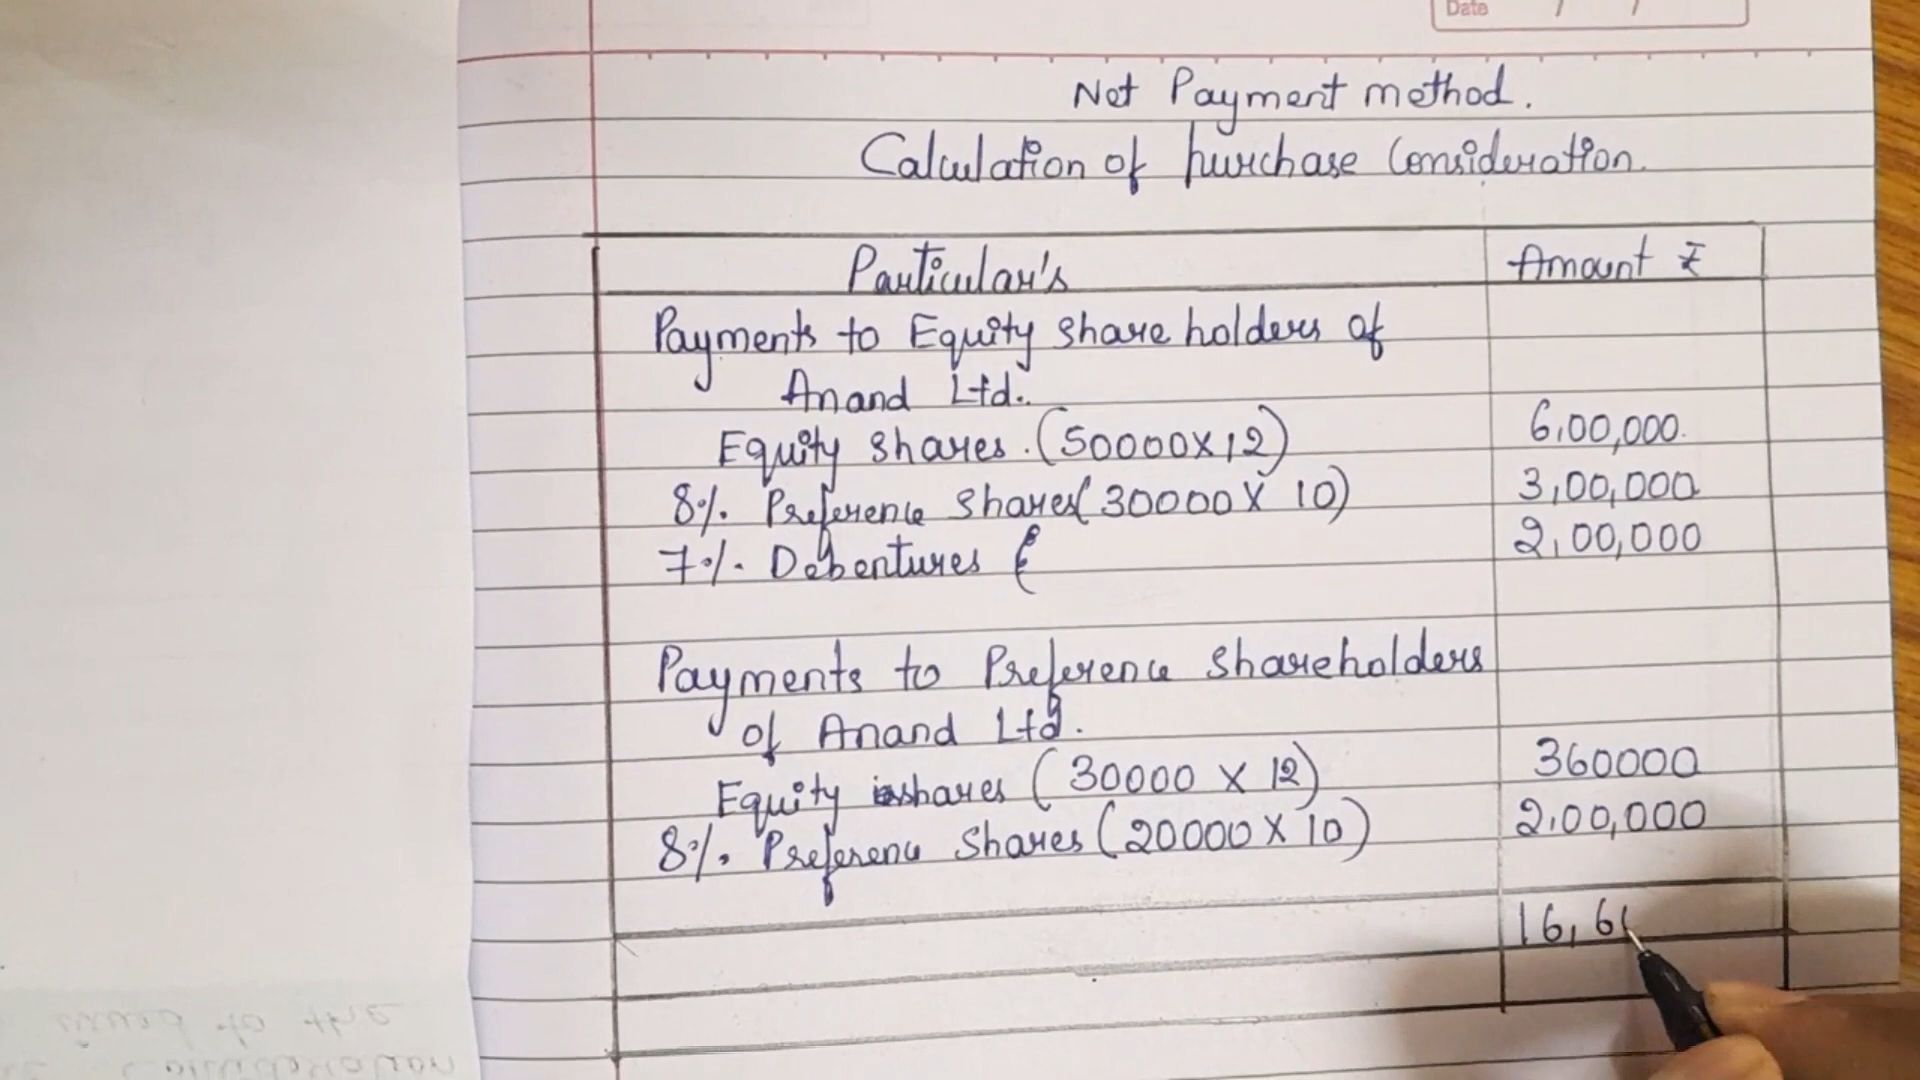 Date / /
Net Payment method.
Calculation of purchase Consideration.
Particular's Amount ₹
Payments to Equity share holders of
Anand Ltd.
Equity shares. (50000x12) 6,00,000.
8%. Preference Shares (30000 X 10) 3,00,000
7%. Debentures ( 2,00,000
Payments to Preference Shareholders
of Anand Ltd.
Equity shares (30000 X 12) 360000
8%. Preference Shares (20000 X 10) 2,00,000
16,6